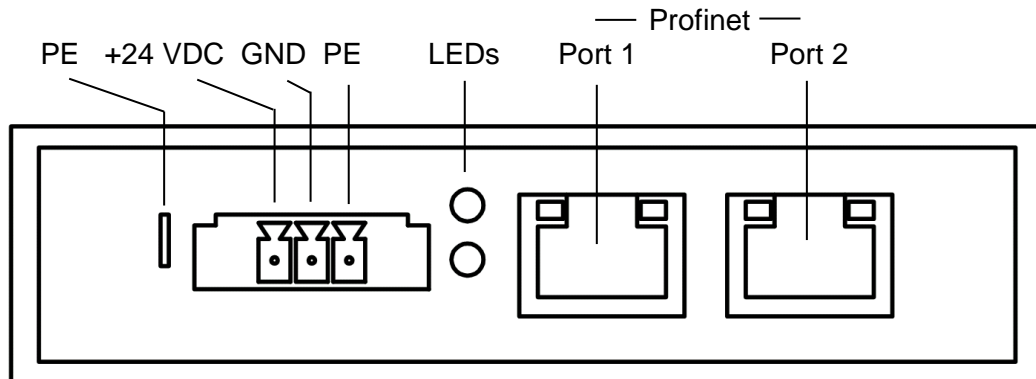 Profinet
PE +24 VDC GND PE LEDs Port 1 Port 2